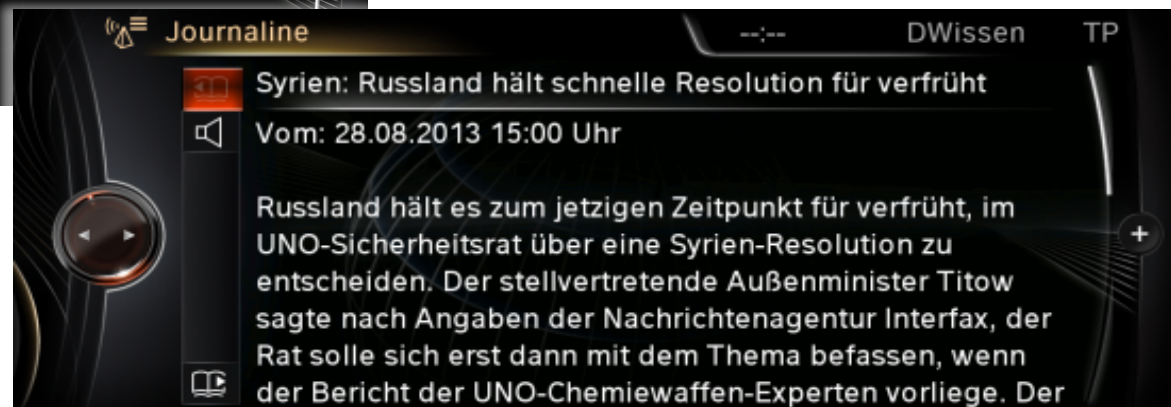 Journaline --:-- DWissen TP
Syrien: Russland hält schnelle Resolution für verfrüht
Vom: 28.08.2013 15:00 Uhr
Russland hält es zum jetzigen Zeitpunkt für verfrüht, im
UNO-Sicherheitsrat über eine Syrien-Resolution zu
entscheiden. Der stellvertretende Außenminister Titow
sagte nach Angaben der Nachrichtenagentur Interfax, der
Rat solle sich erst dann mit dem Thema befassen, wenn
der Bericht der UNO-Chemiewaffen-Experten vorliege. Der